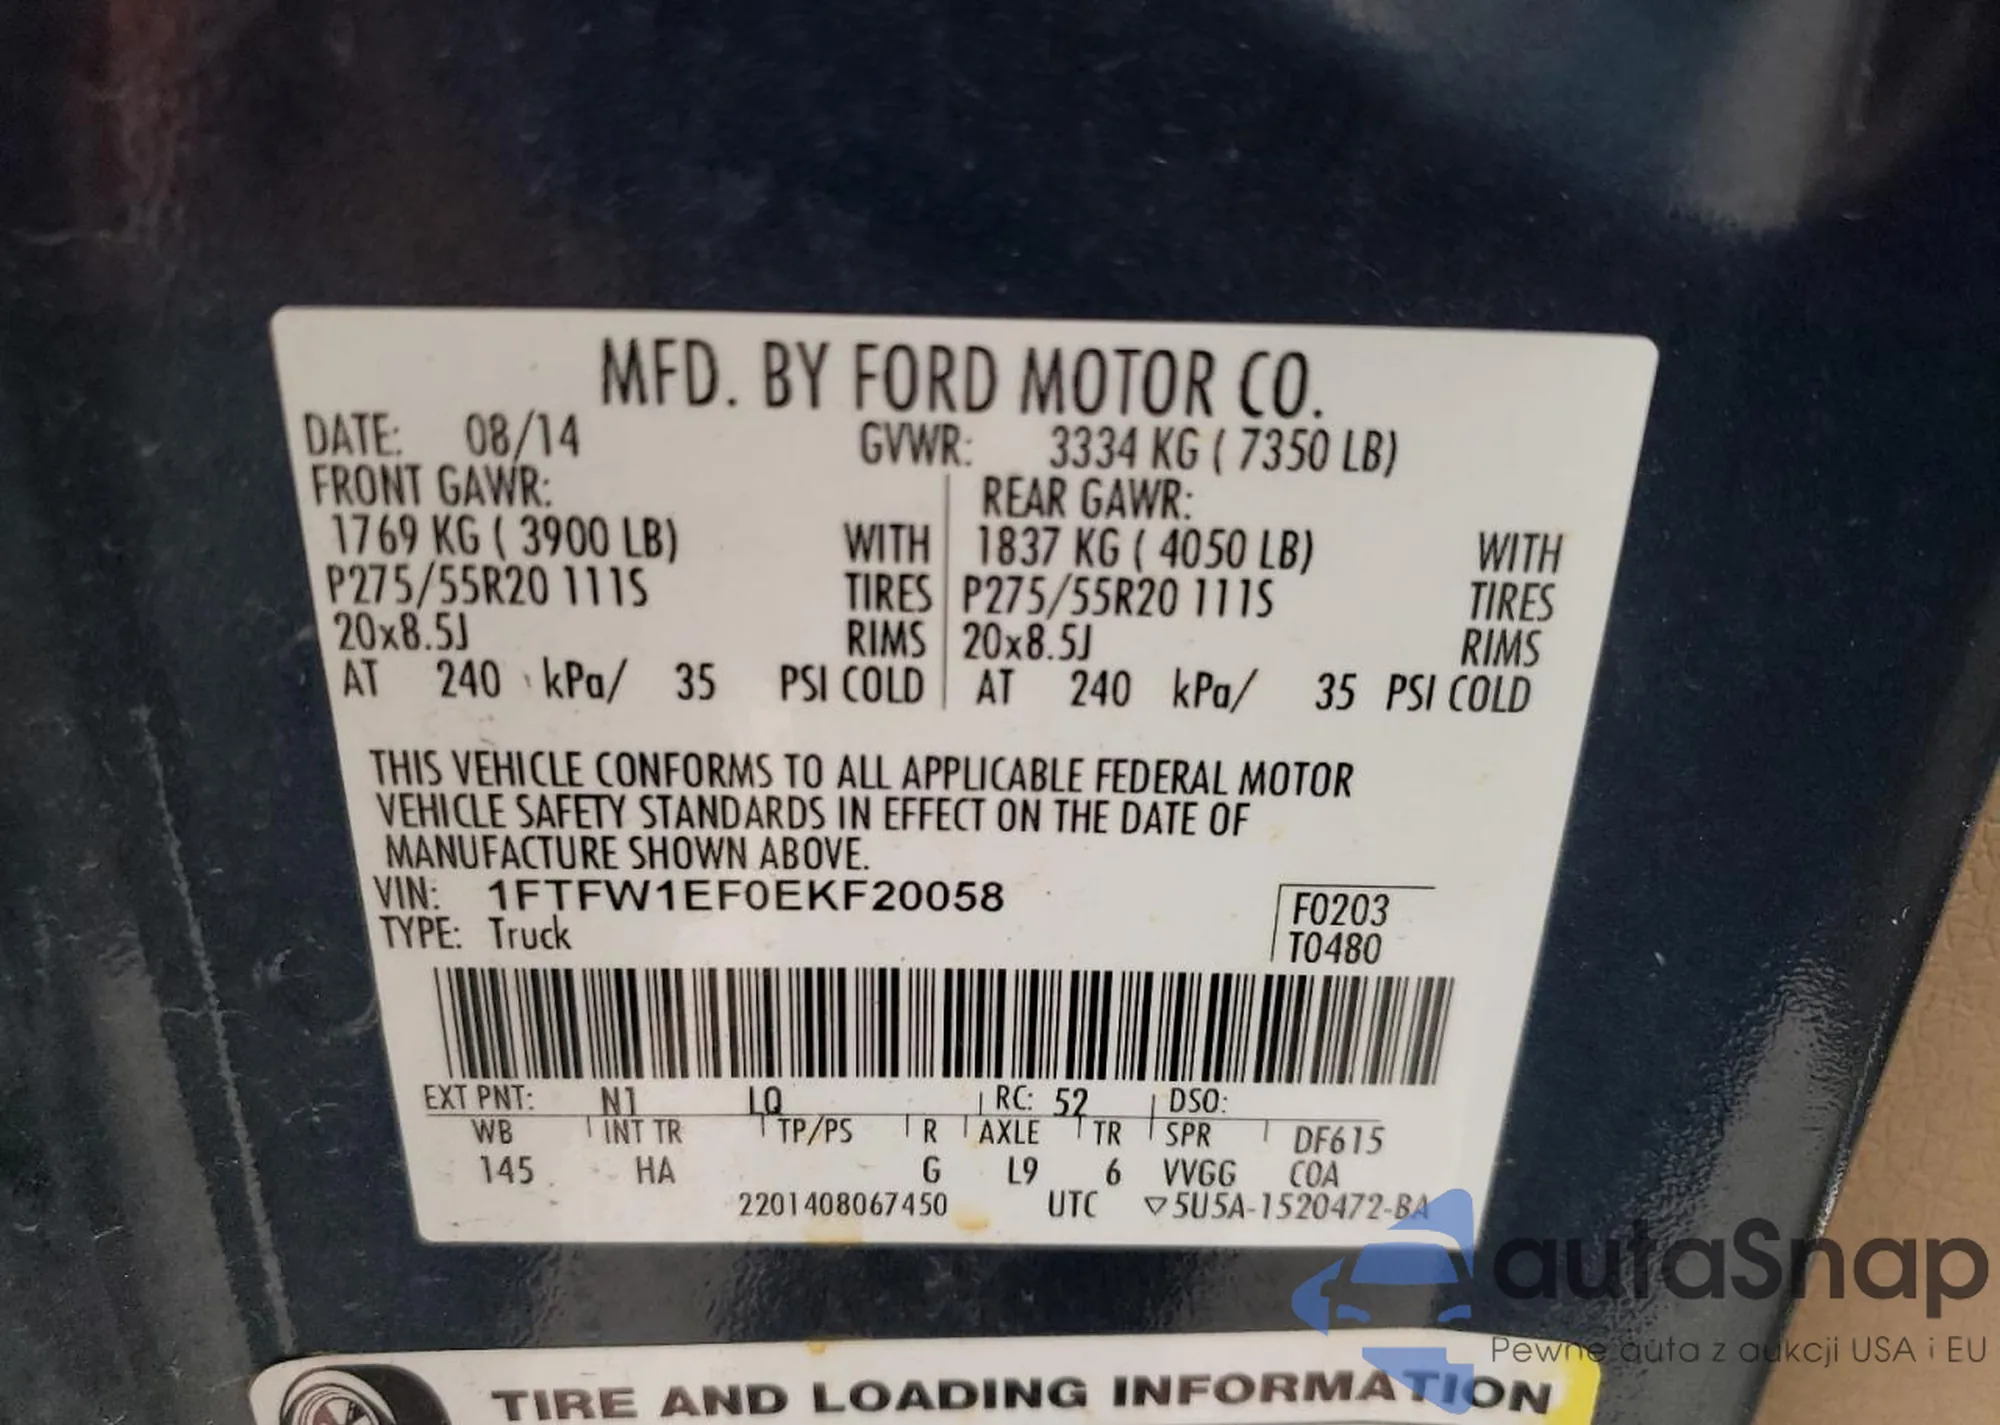 MFD. BY FORD MOTOR CO.
DATE: 08/14 GVWR: 3334 KG ( 7350 LB)
FRONT GAWR: REAR GAWR:
1769 KG ( 3900 LB) WITH 1837 KG ( 4050 LB) WITH
P275/55R20 111S TIRES P275/55R20 111S TIRES
20x8.5J RIMS 20x8.5J RIMS
AT 240 kPa/ 35 PSI COLD AT 240 kPa/ 35 PSI COLD
THIS VEHICLE CONFORMS TO ALL APPLICABLE FEDERAL MOTOR
VEHICLE SAFETY STANDARDS IN EFFECT ON THE DATE OF
MANUFACTURE SHOWN ABOVE.
VIN: 1FTFW1EF0EKF20058
F0203
TYPE: Truck
T0480
EXT PNT: N1 LQ RC: 52 DSO:
WB INT TR TP/PS R AXLE TR SPR DF615
145 HA G L9 6 VVGG COA
2201408067450 UTC ▽5U5A-1520472-BA
autaSnap
Pewne auta z aukcji USA i EU
TIRE AND LOADING INFORMATION